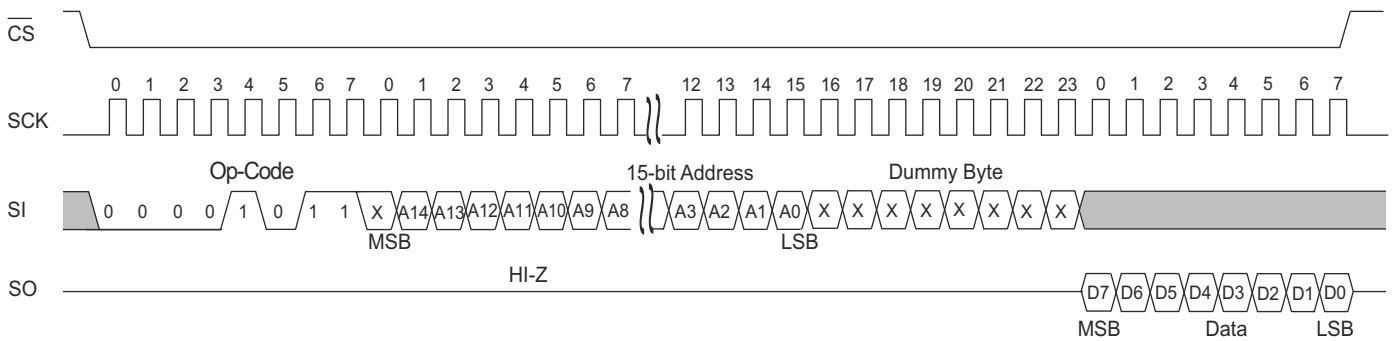 CS
0 1 2 3 4 5 6 7 0 1 2 3 4 5 6 7 12 13 14 15 16 17 18 19 20 21 22 23 0 1 2 3 4 5 6 7
SCK
Op-Code 15-bit Address Dummy Byte
SI 0 0 0 0 1 0 1 1 X A14 A13 A12 A11 A10 A9 A8 A3 A2 A1 A0 X X X X X X X X
MSB LSB
HI-Z
SO D7 D6 D5 D4 D3 D2 D1 D0
MSB Data LSB